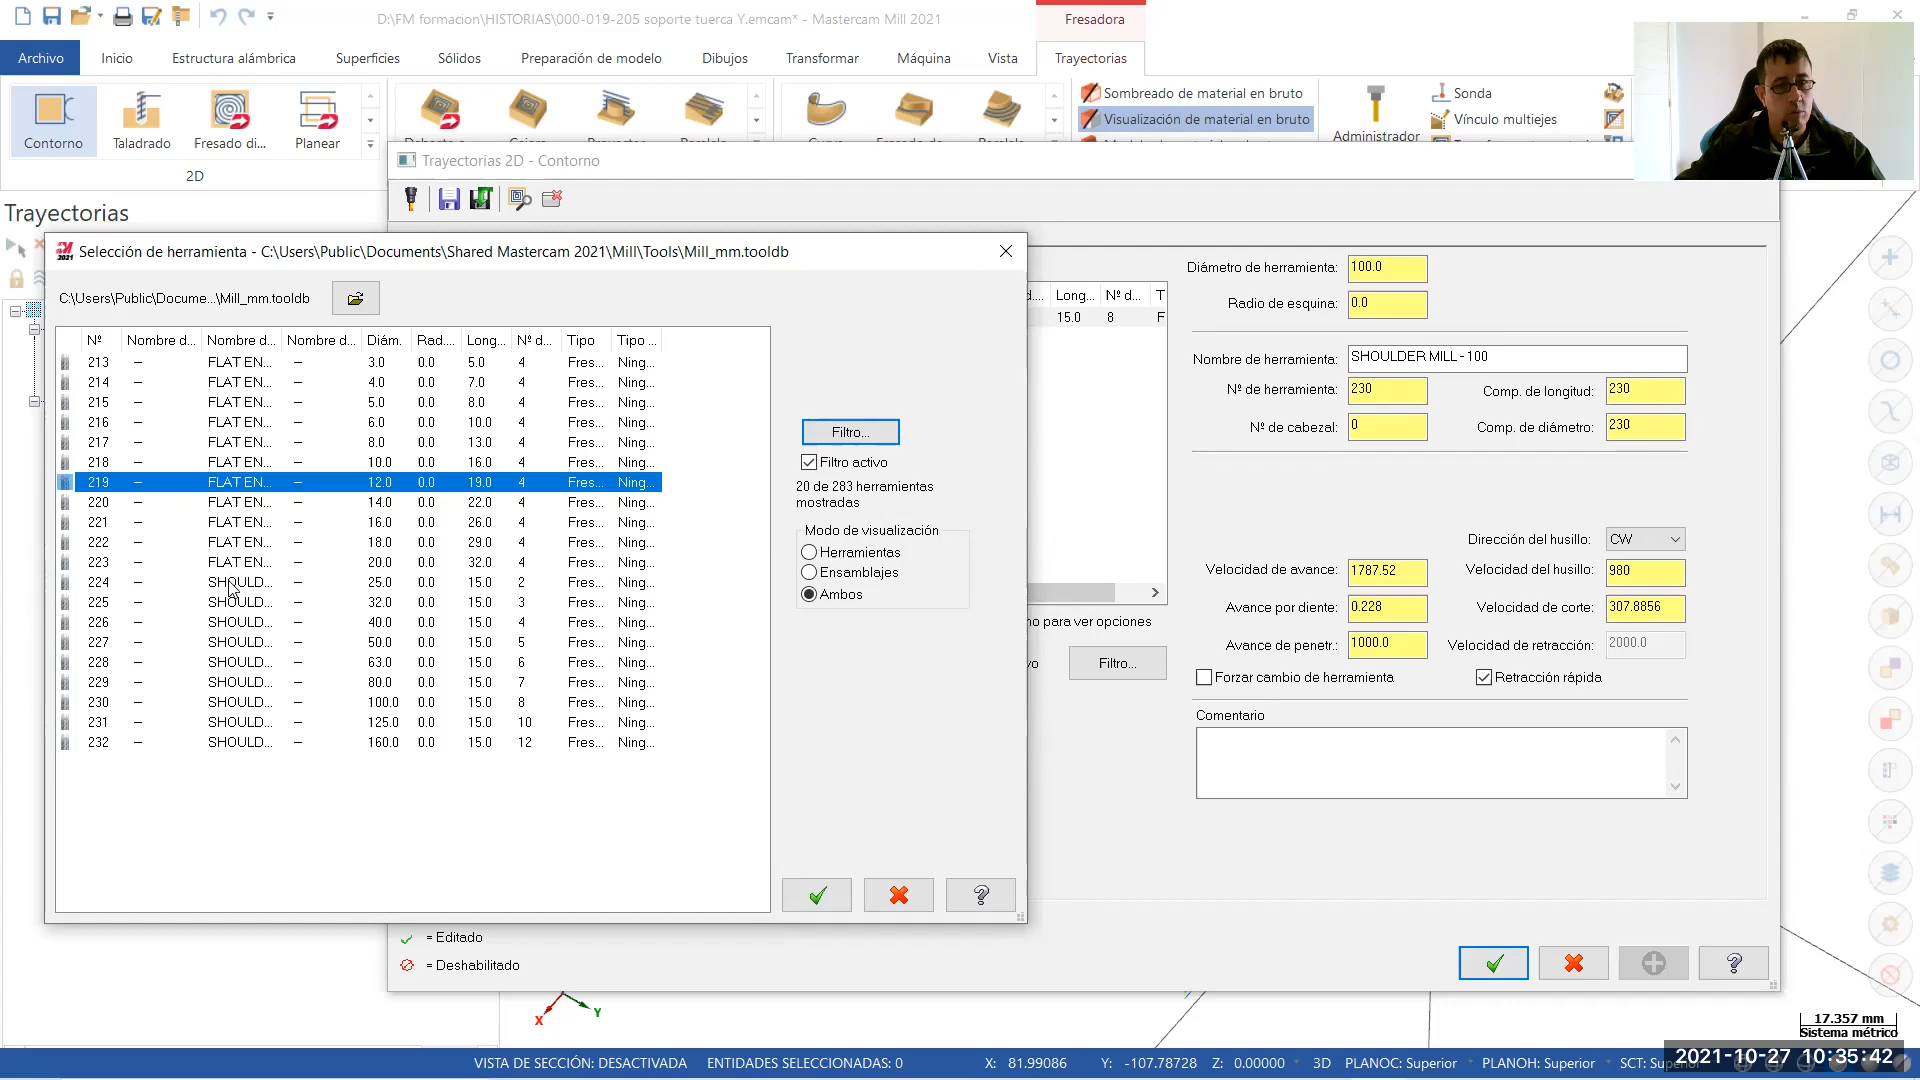 D:\FM formacion\HISTORIAS\000-019-205 soporte tuerca Y.emcam* - Mastercam Mill 2021
Fresadora
Archivo Inicio Estructura alámbrica Superficies Sólidos Preparación de modelo Dibujos Transformar Máquina Vista Trayectorias
Contorno Taladrado Fresado di... Planear
2D
Sombreado de material en bruto
Visualización de material en bruto
Administrador
Sonda
Vínculo multiejes
Trayectorias 2D - Contorno
Trayectorias
Selección de herramienta - C:\Users\Public\Documents\Shared Mastercam 2021\Mill\Tools\Mill_mm.tooldb
C:\Users\Public\Docume...\Mill_mm.tooldb
Nº Nombre d... Nombre d... Nombre d... Diám. Rad.... Long... Nº d... Tipo Tipo ...
213 – FLAT EN... – 3.0 0.0 5.0 4 Fres... Ning...
214 – FLAT EN... – 4.0 0.0 7.0 4 Fres... Ning...
215 – FLAT EN... – 5.0 0.0 8.0 4 Fres... Ning...
216 – FLAT EN... – 6.0 0.0 10.0 4 Fres... Ning...
217 – FLAT EN... – 8.0 0.0 13.0 4 Fres... Ning...
218 – FLAT EN... – 10.0 0.0 16.0 4 Fres... Ning...
219 – FLAT EN... – 12.0 0.0 19.0 4 Fres... Ning...
220 – FLAT EN... – 14.0 0.0 22.0 4 Fres... Ning...
221 – FLAT EN... – 16.0 0.0 26.0 4 Fres... Ning...
222 – FLAT EN... – 18.0 0.0 29.0 4 Fres... Ning...
223 – FLAT EN... – 20.0 0.0 32.0 4 Fres... Ning...
224 – SHOULD... – 25.0 0.0 15.0 2 Fres... Ning...
225 – SHOULD... – 32.0 0.0 15.0 3 Fres... Ning...
226 – SHOULD... – 40.0 0.0 15.0 4 Fres... Ning...
227 – SHOULD... – 50.0 0.0 15.0 5 Fres... Ning...
228 – SHOULD... – 63.0 0.0 15.0 6 Fres... Ning...
229 – SHOULD... – 80.0 0.0 15.0 7 Fres... Ning...
230 – SHOULD... – 100.0 0.0 15.0 8 Fres... Ning...
231 – SHOULD... – 125.0 0.0 15.0 10 Fres... Ning...
232 – SHOULD... – 160.0 0.0 15.0 12 Fres... Ning...
Filtro...
Filtro activo
20 de 283 herramientas
mostradas
Modo de visualización
Herramientas
Ensamblajes
Ambos
d.... Long... Nº d... T
15.0 8 F
no para ver opciones
vo Filtro...
Diámetro de herramienta: 100.0
Radio de esquina: 0.0
Nombre de herramienta: SHOULDER MILL - 100
Nº de herramienta: 230 Comp. de longitud: 230
Nº de cabezal: 0 Comp. de diámetro: 230
Dirección del husillo: CW
Velocidad de avance: 1787.52 Velocidad del husillo: 980
Avance por diente: 0.228 Velocidad de corte: 307.8856
Avance de penetr.: 1000.0 Velocidad de retracción: 2000.0
Forzar cambio de herramienta Retracción rápida
Comentario
= Editado
= Deshabilitado
X Y
17.357 mm
Sistema métrico
VISTA DE SECCIÓN: DESACTIVADA ENTIDADES SELECCIONADAS: 0 X: 81.99086 Y: -107.78728 Z: 0.00000 3D PLANOC: Superior PLANOH: Superior SCT: Superior
2021-10-27 10:35:42